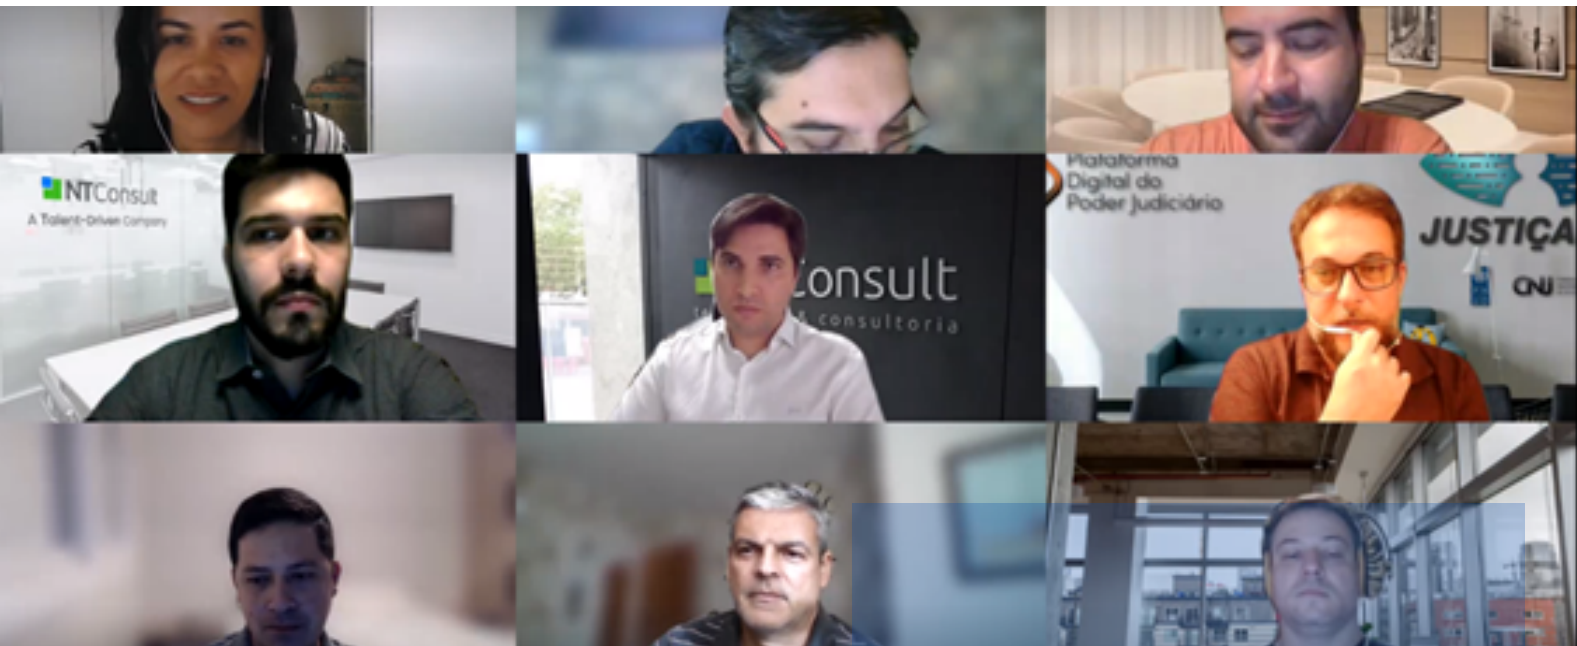 NTConsult
A Talent-Driven Company
Consult
& consultoria
Plataforma
Digital do
Poder Judiciário
JUSTIÇA
CNJ